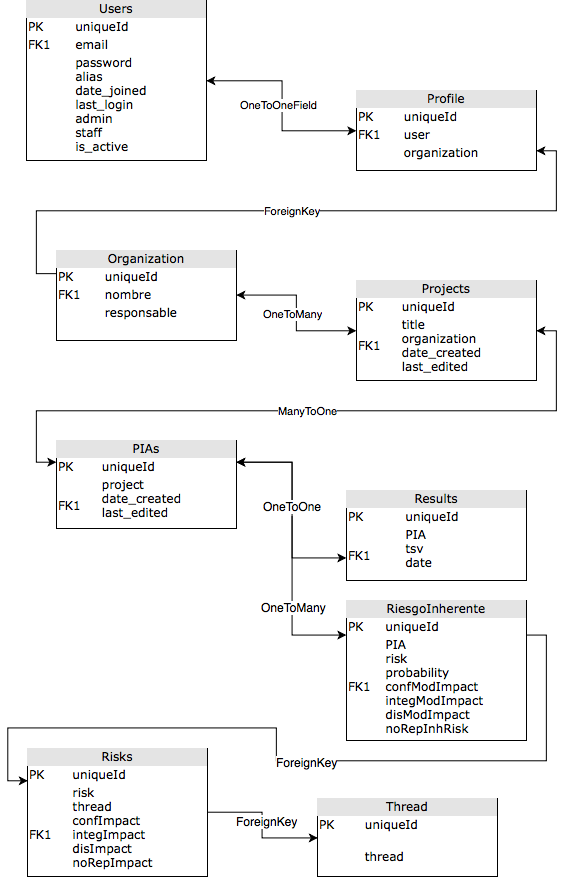 Users
PK uniqueId
FK1 email
password
alias
date_joined
last_login
admin
staff
is_active
OneToOneField
Profile
PK uniqueId
FK1 user
organization
ForeignKey
Organization
PK uniqueId
FK1 nombre
responsable
OneToMany
Projects
PK uniqueId
title
FK1 organization
date_created
last_edited
ManyToOne
PIAs
PK uniqueId
project
FK1 date_created
last_edited
OneToOne
Results
PK uniqueId
PIA
FK1 tsv
date
OneToMany
RiesgoInherente
PK uniqueId
PIA
risk
probability
FK1 confModImpact
integModImpact
disModImpact
noRepInhRisk
ForeignKey
Risks
PK uniqueId
risk
thread
confImpact
FK1 integImpact
disImpact
noRepImpact
ForeignKey
Thread
PK uniqueId
thread